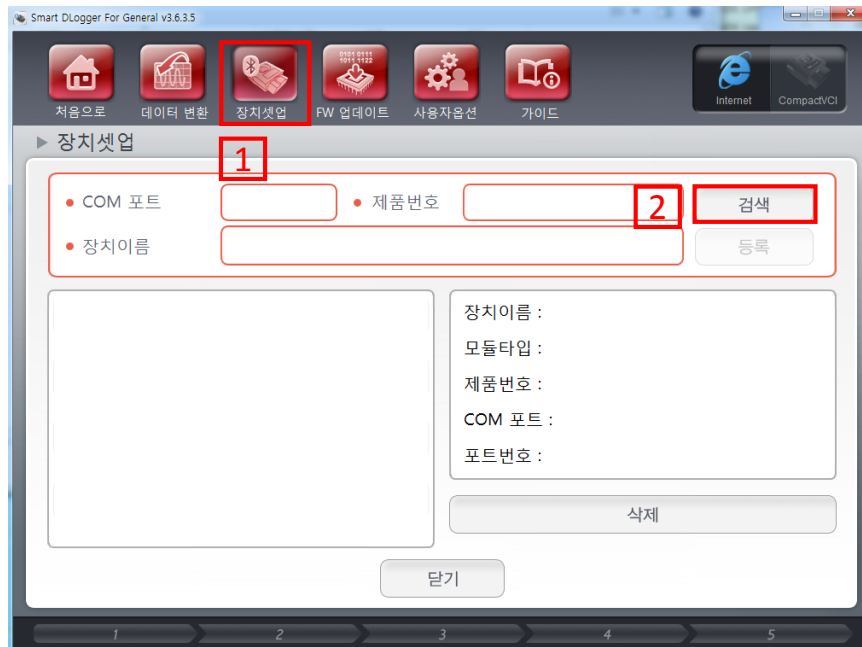 Smart DLogger For General v3.6.3.5
0101 0111
1011 1122
처음으로
데이터 변환
장치셋업
FW 업데이트
사용자옵션
가이드
Internet
CompactVCI
장치셋업
1
COM 포트
제품번호
2
검색
장치이름
등록
장치이름 :
모듈타입 :
제품번호 :
COM 포트 :
포트번호 :
삭제
닫기
1 2 3 4 5